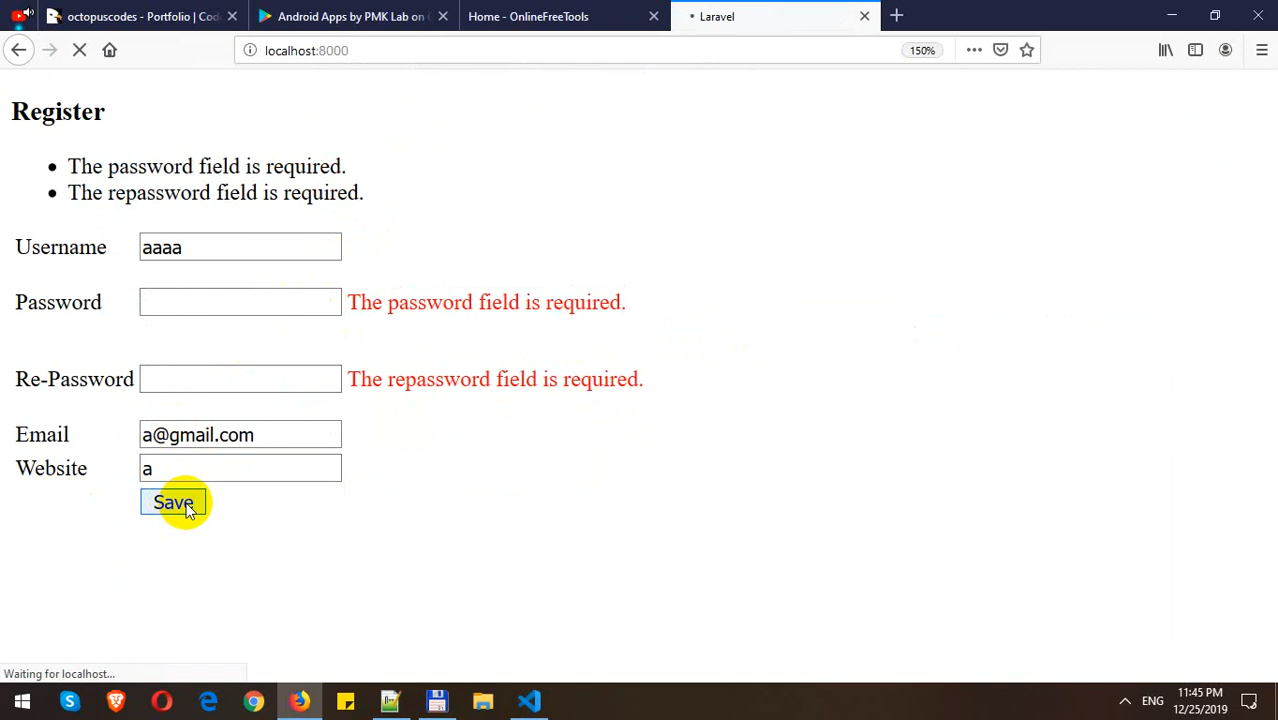 octopuscodes - Portfolio | Cod
Android Apps by PMK Lab on G
Home - OnlineFreeTools
Laravel
localhost:8000
150%
Register
• The password field is required.
• The repassword field is required.
Username aaaa
Password The password field is required.
Re-Password The repassword field is required.
Email a@gmail.com
Website a
Save
Waiting for localhost...
ENG
11:45 PM
12/25/2019